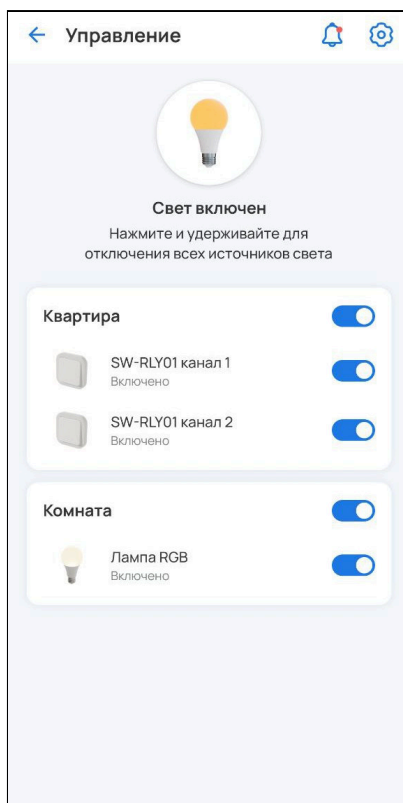 Управление
Свет включен
Нажмите и удерживайте для
отключения всех источников света
Квартира
SW-RLY01 канал 1
Включено
SW-RLY01 канал 2
Включено
Комната
Лампа RGB
Включено